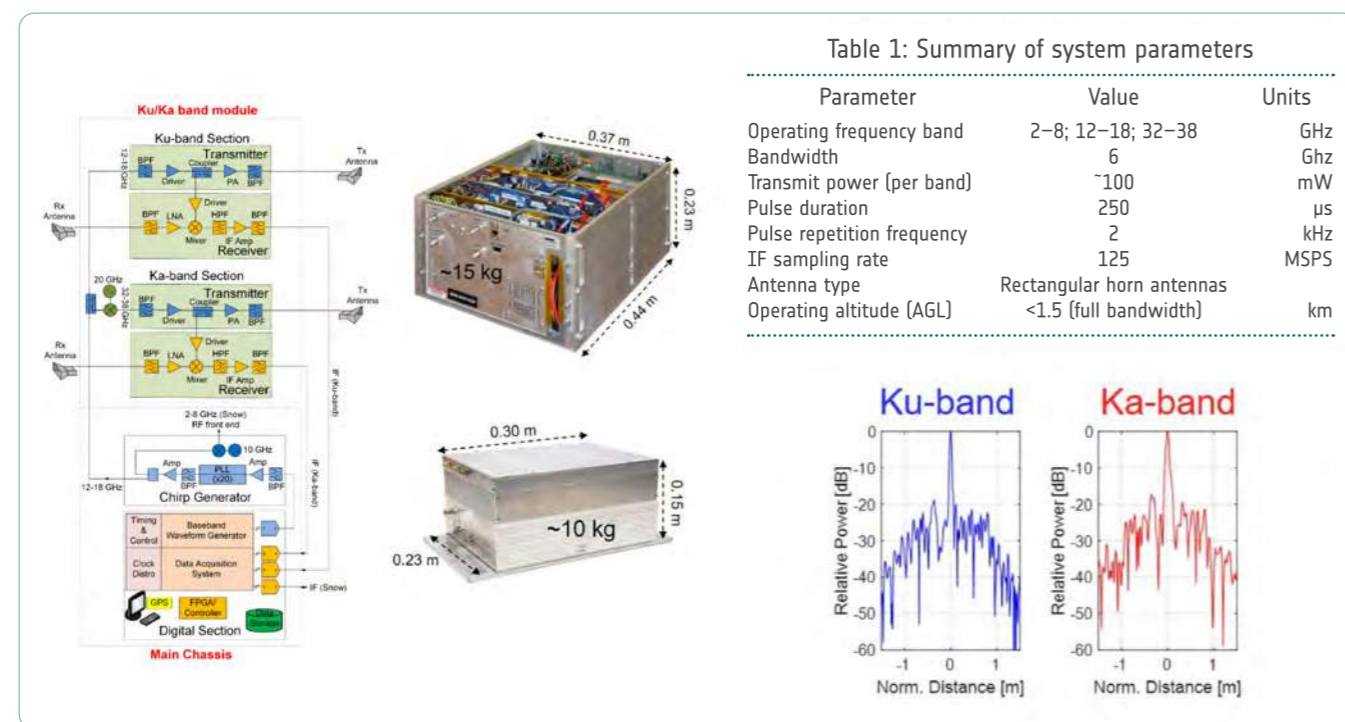 Ku/Ka band module
Ku-band Section
Transmitter
12-18 GHz
BPF
Coupler
Driver
PA
BPF
Tx
Antenna
Driver
Rx
Antenna
BPF
LNA
HPF
BPF
Mixer
IF Amp
Receiver
Ka-band Section
20 GHz
Transmitter
32-38 GHz
BPF
Coupler
Driver
PA
BPF
Tx
Antenna
Driver
Rx
Antenna
BPF
LNA
HPF
BPF
Mixer
IF Amp
Receiver
IF (Ku-band)
IF (Ka-band)
2-8 GHz (Snow)
RF front end
10 GHz
Amp
PLL
(x20)
Amp
BPF
BPF
12-18 GHz
Chirp Generator
Timing
&
Control
Baseband
Waveform Generator
Clock
Distro
Data Acquisition
System
IF (Snow)
GPS
FPGA/
Controller
Data
Storage
Digital Section
Main Chassis
0.37 m
0.23 m
~15 kg
0.44 m
0.30 m
0.15 m
~10 kg
0.23 m
Table 1: Summary of system parameters
Parameter Value Units
Operating frequency band 2–8; 12–18; 32–38 GHz
Bandwidth 6 Ghz
Transmit power (per band) ~100 mW
Pulse duration 250 µs
Pulse repetition frequency 2 kHz
IF sampling rate 125 MSPS
Antenna type Rectangular horn antennas
Operating altitude (AGL) <1.5 (full bandwidth) km
Ku-band
Relative Power [dB]
0
-10
-20
-30
-40
-50
-60
-1 0 1
Norm. Distance [m]
Ka-band
Relative Power [dB]
0
-10
-20
-30
-40
-50
-60
-1 0 1
Norm. Distance [m]